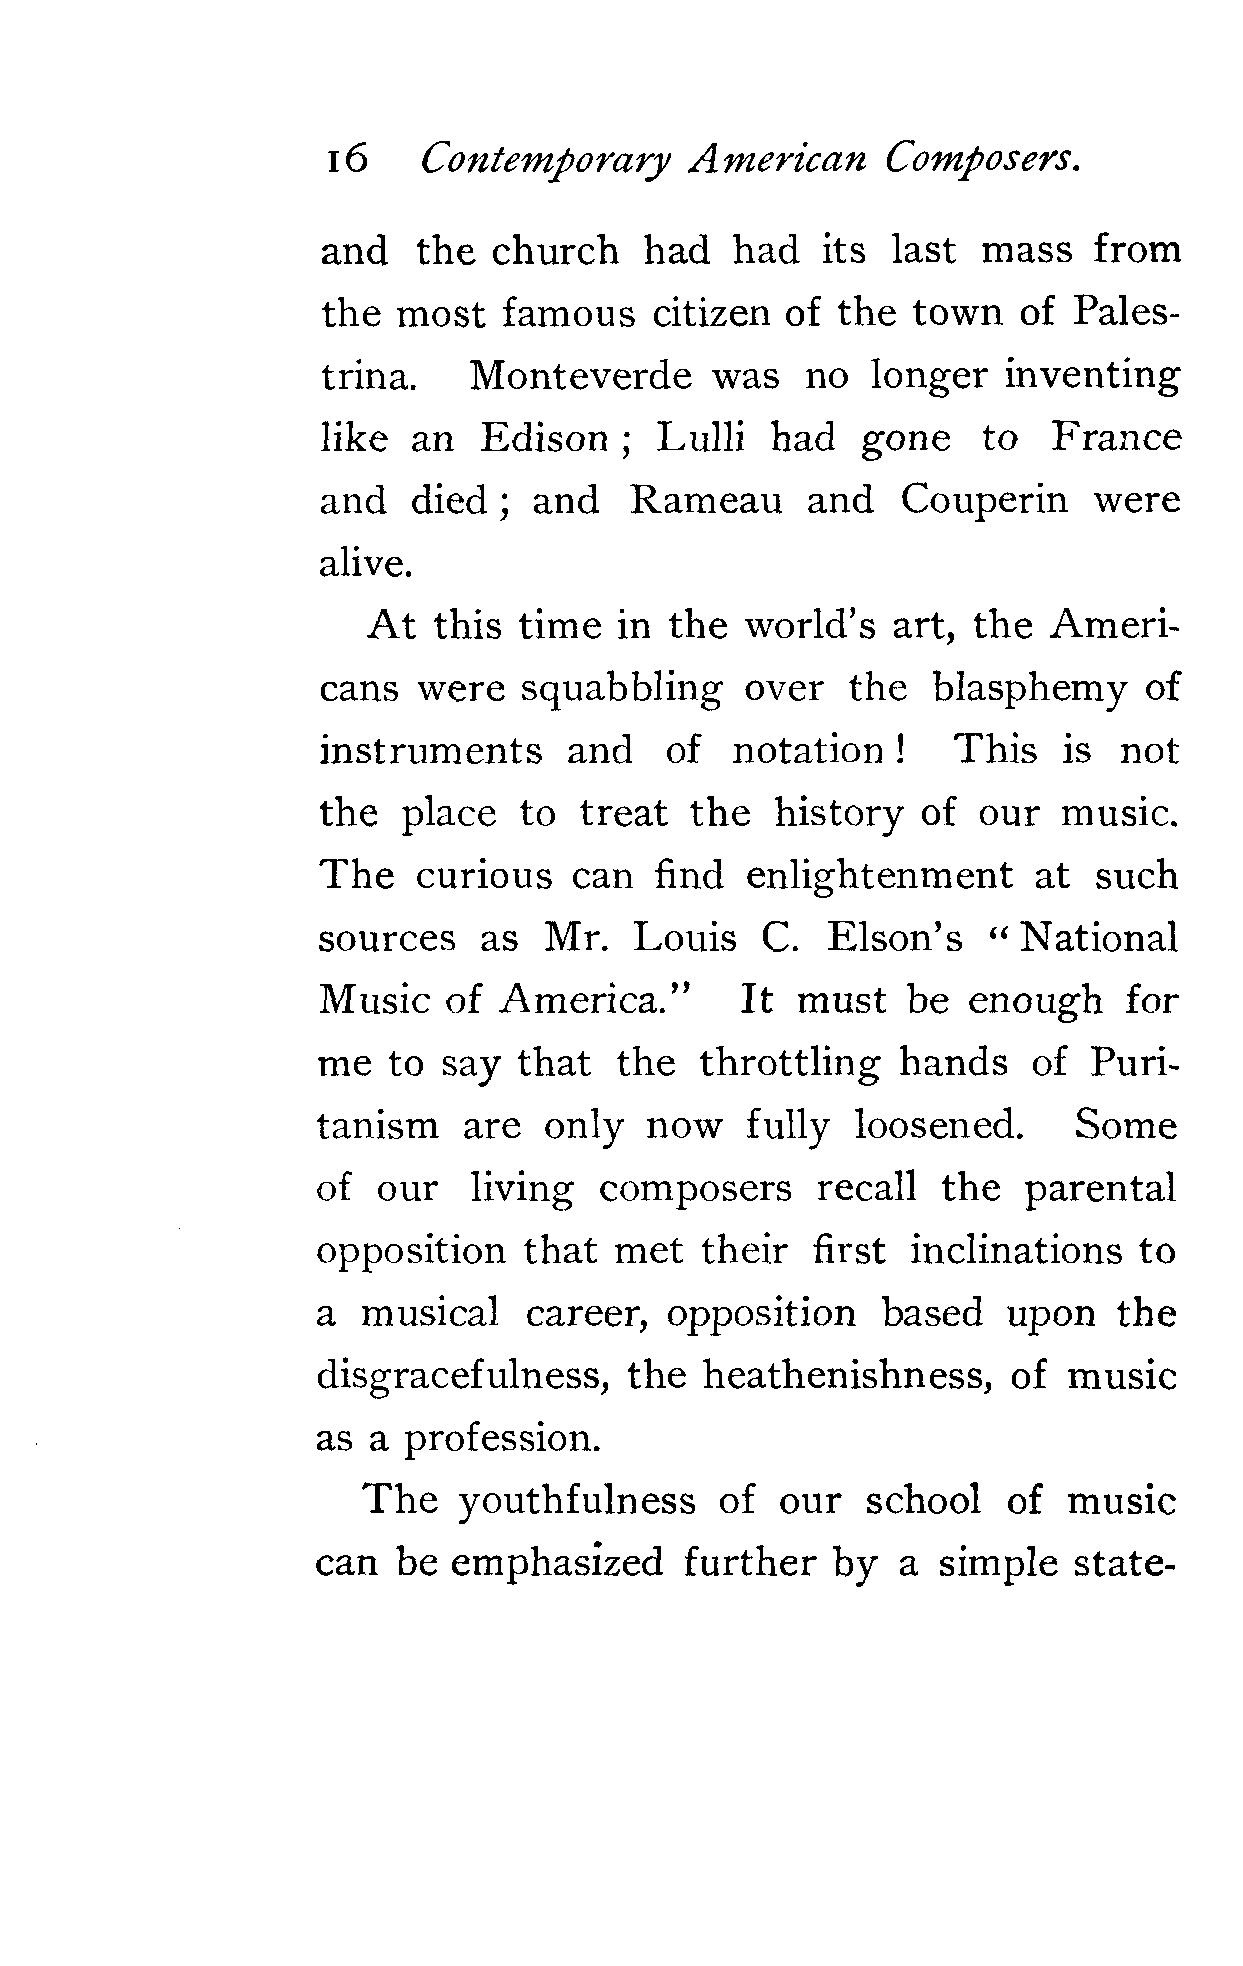 16 Contemporary American Composers.
and the church had had its last mass from
the most famous citizen of the town of Pales-
trina. Monteverde was no longer inventing
like an Edison ; Lulli had gone to France
and died ; and Rameau and Couperin were
alive.
At this time in the world's art, the Ameri-
cans were squabbling over the blasphemy of
instruments and of notation ! This is not
the place to treat the history of our music.
The curious can find enlightenment at such
sources as Mr. Louis C. Elson's “ National
Music of America.” It must be enough for
me to say that the throttling hands of Puri-
tanism are only now fully loosened. Some
of our living composers recall the parental
opposition that met their first inclinations to
a musical career, opposition based upon the
disgracefulness, the heathenishness, of music
as a profession.
The youthfulness of our school of music
can be emphasized further by a simple state-